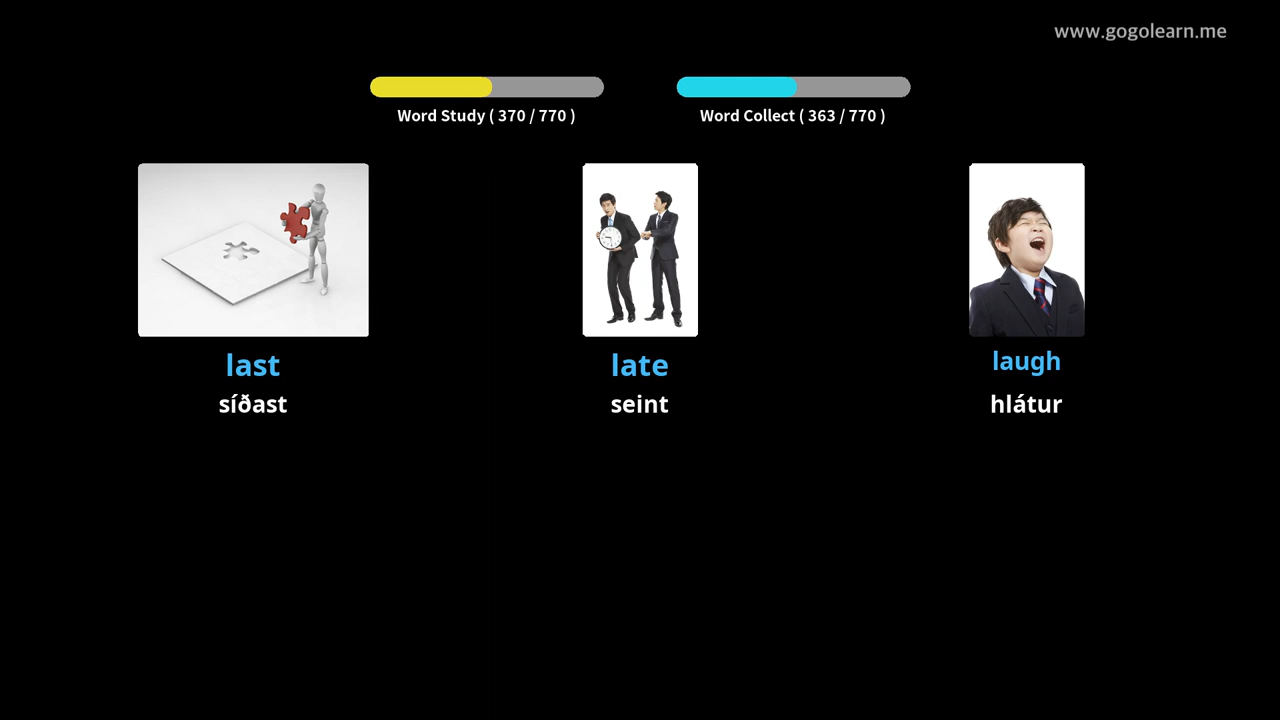 www.gogolearn.me
Word Study ( 370 / 770 )
Word Collect ( 363 / 770 )
last
síðast
late
seint
laugh
hlátur